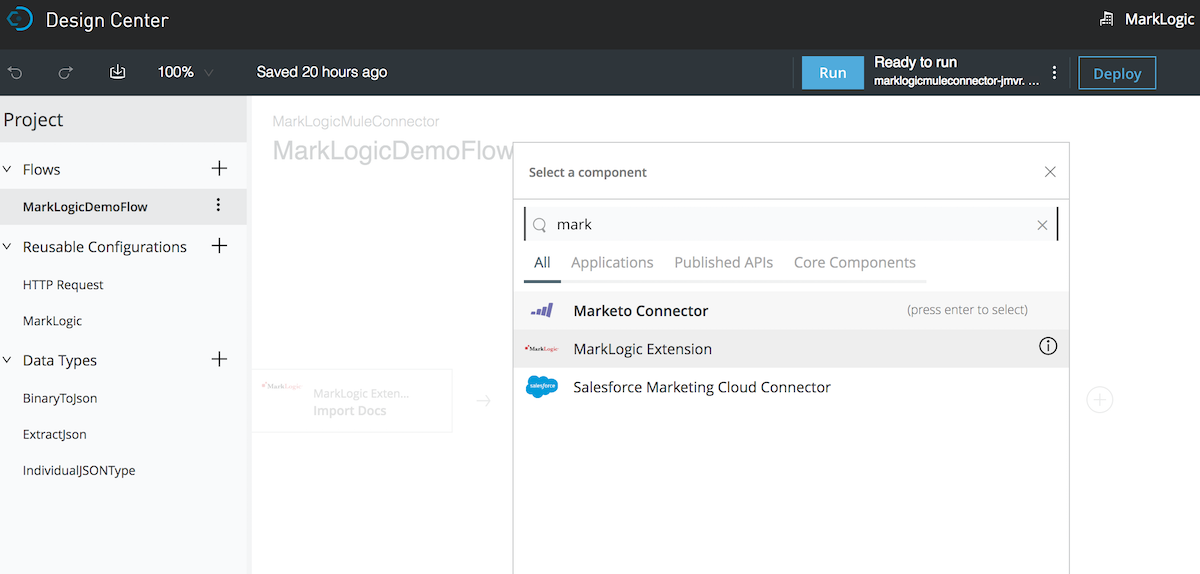 Design Center
MarkLogic
100%
Saved 20 hours ago
Run
Ready to run
marklogicmuleconnector-jmvr. ...
Deploy
Project
Flows
MarkLogicDemoFlow
Reusable Configurations
HTTP Request
MarkLogic
Data Types
BinaryToJson
ExtractJson
IndividualJSONType
MarkLogicMuleConnector
MarkLogicDemoFlow
MarkLogic
MarkLogic Exten...
Import Docs
Select a component
mark
All Applications Published APIs Core Components
Marketo Connector (press enter to select)
MarkLogic MarkLogic Extension
salesforce Salesforce Marketing Cloud Connector